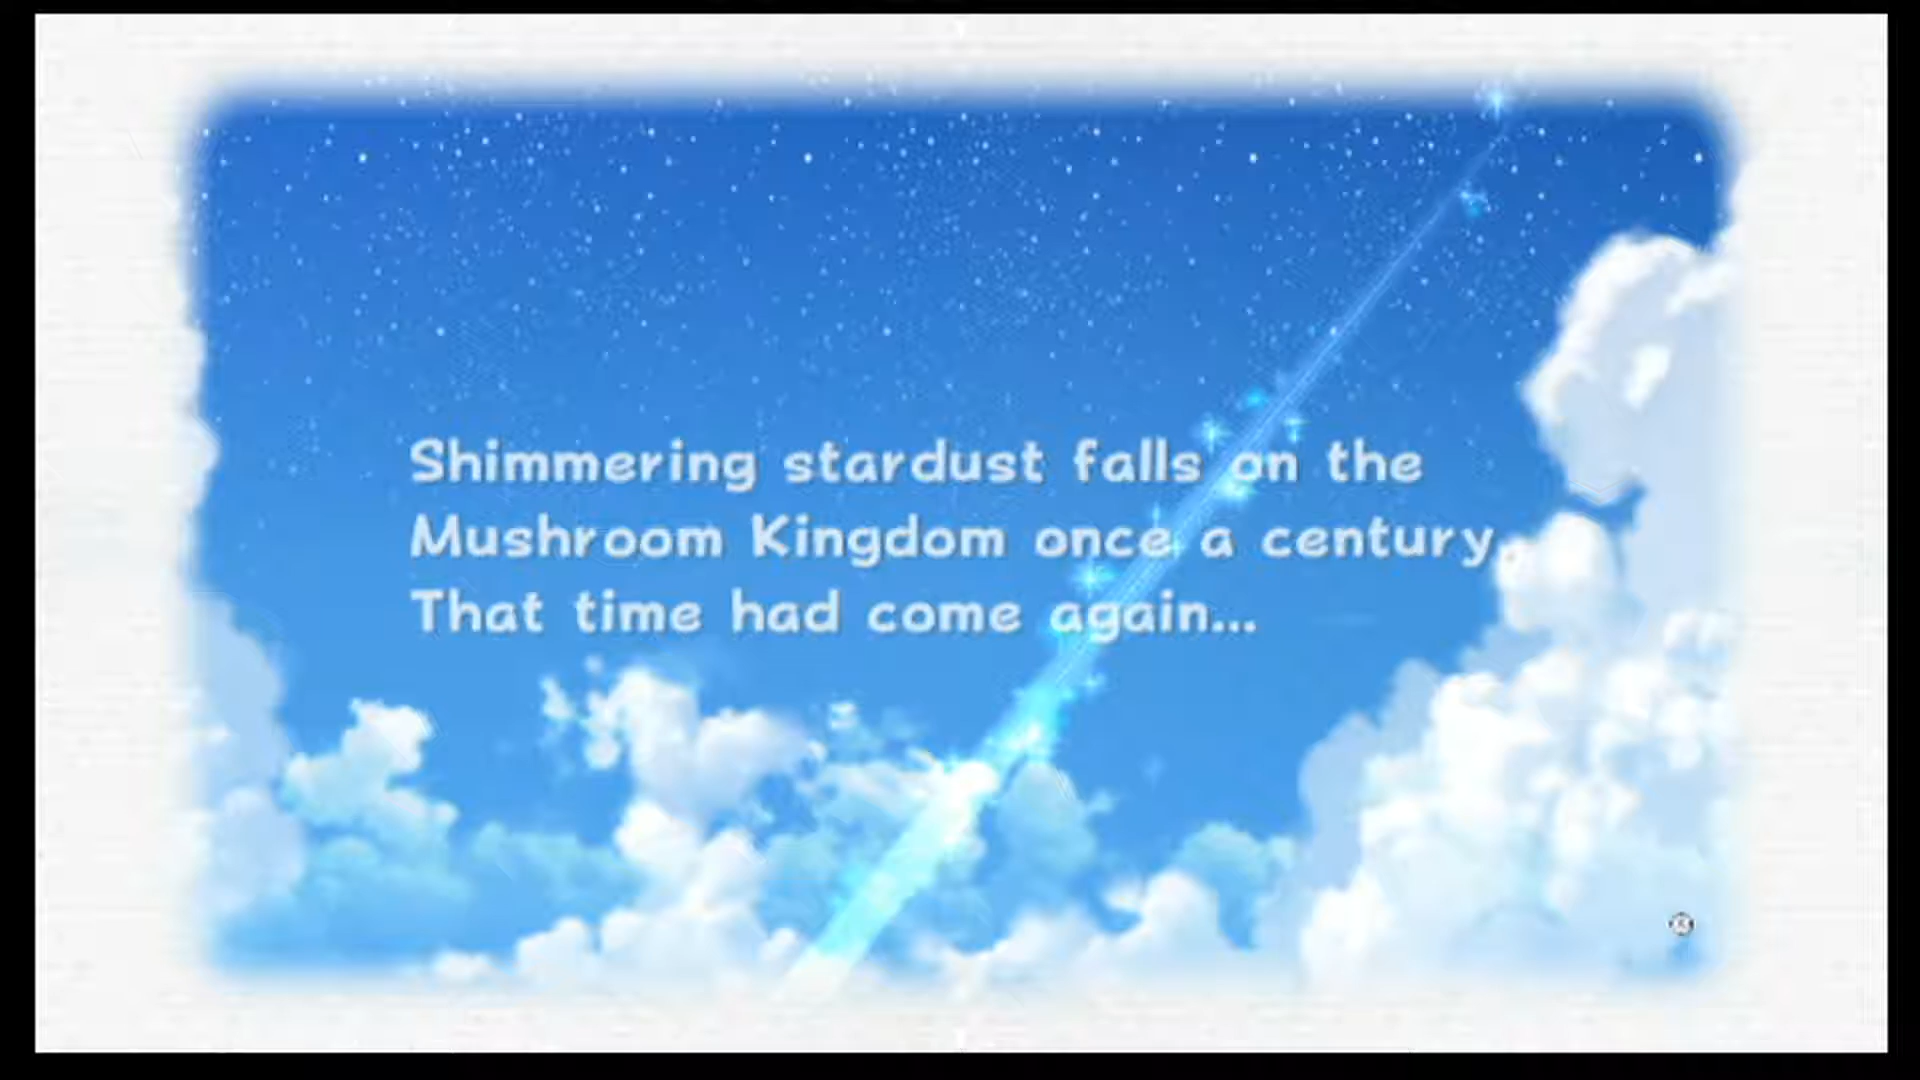 Shimmering stardust falls on the
Mushroom Kingdom once a century.
That time had come again...